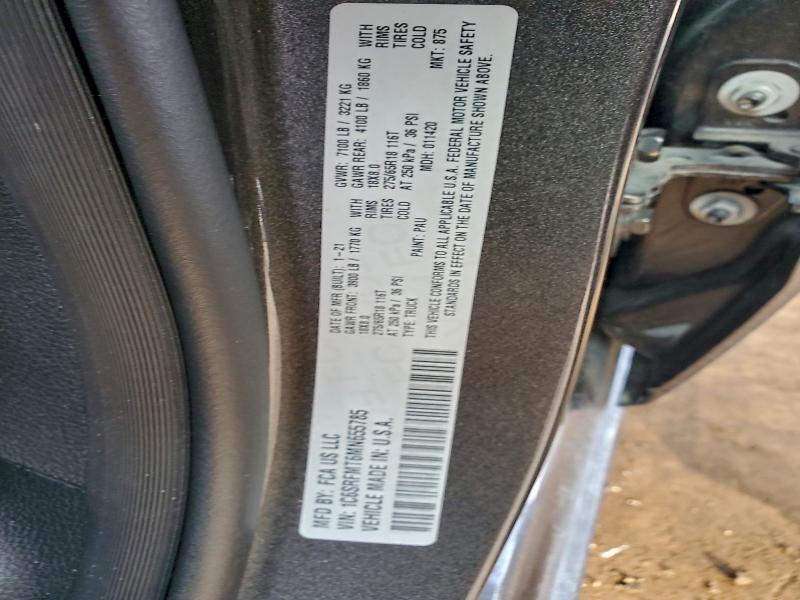 MFD BY: FCA US LLC
VIN: 1C6SRFMT6MN655785
VEHICLE MADE IN: U.S.A.
DATE OF MFR (BUILT): 1-21
GVWR: 7100 LB / 3221 KG
GAWR FRONT: 3900 LB / 1770 KG WITH
18X8.0 RIMS
275/65R18 116T TIRES
AT 250 kPa / 36 PSI COLD
GAWR REAR: 4100 LB / 1860 KG WITH
18X8.0 RIMS
275/65R18 116T TIRES
AT 250 kPa / 36 PSI COLD
TYPE: TRUCK PAINT: PAU MDH: 011420 MKT: 875
THIS VEHICLE CONFORMS TO ALL APPLICABLE U.S.A. FEDERAL MOTOR VEHICLE SAFETY
STANDARDS IN EFFECT ON THE DATE OF MANUFACTURE SHOWN ABOVE.